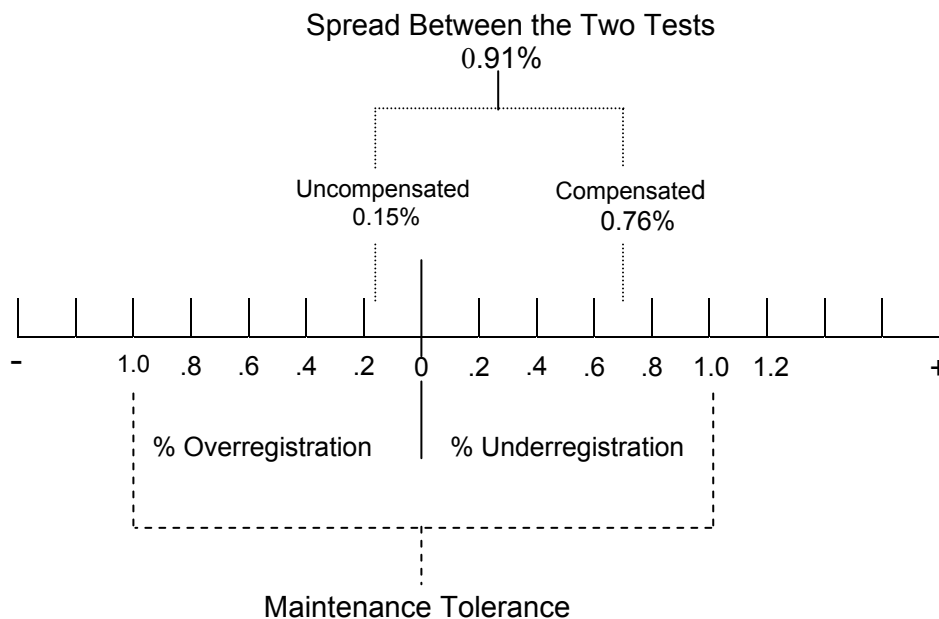 Spread Between the Two Tests
0.91%
Uncompensated
0.15%
Compensated
0.76%
- 1.0 .8 .6 .4 .2 0 .2 .4 .6 .8 1.0 1.2 +
% Overregistration % Underregistration
Maintenance Tolerance